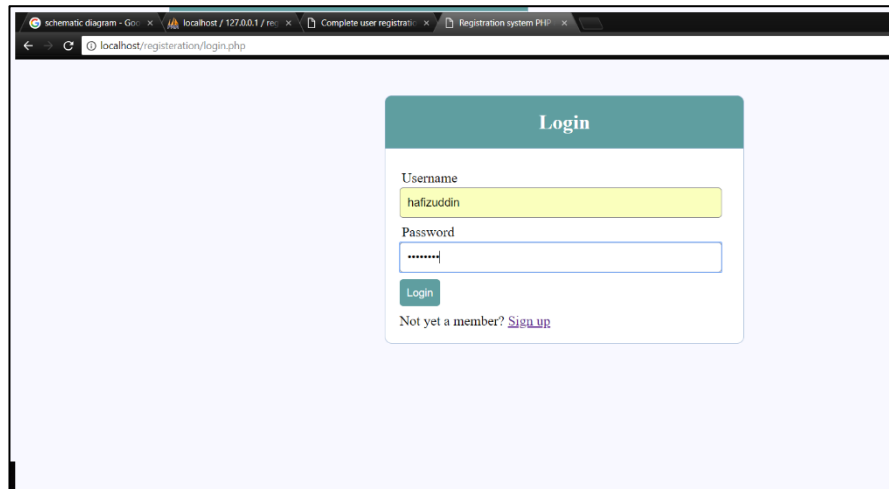 schematic diagram - Goo
localhost / 127.0.0.1 / reg
Complete user registratio
Registration system PHP
localhost/registeration/login.php
Login
Username
hafizuddin
Password
••••••••
Login
Not yet a member? Sign up